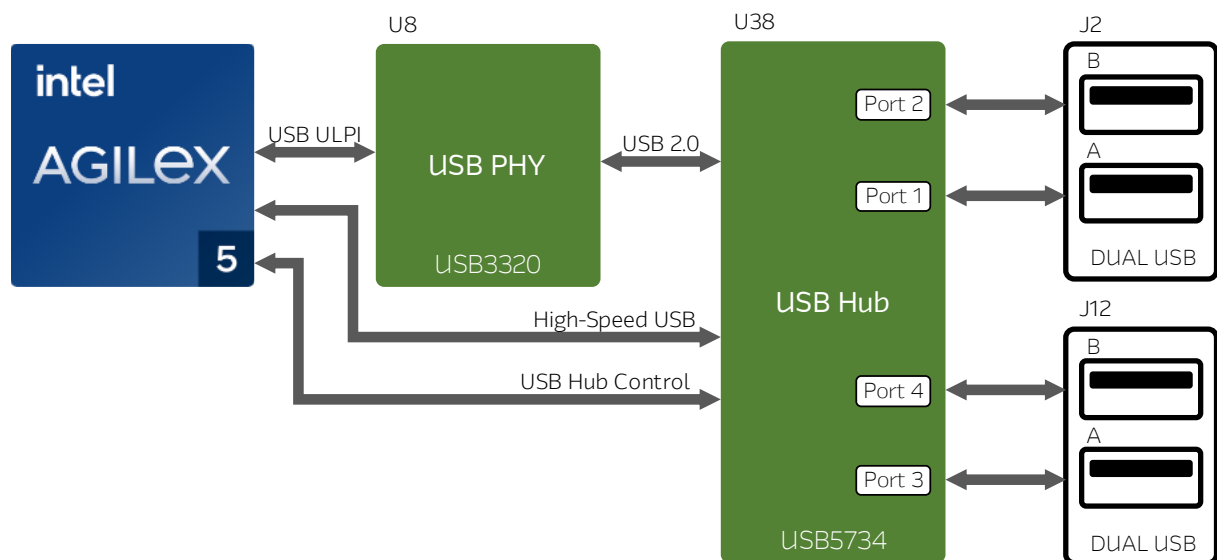 U8
U38
J2
intel
AGILEX
5
USB ULPI
USB PHY
USB3320
USB 2.0
High-Speed USB
USB Hub Control
Port 2
Port 1
USB Hub
Port 4
Port 3
USB5734
B
A
DUAL USB
J12
B
A
DUAL USB